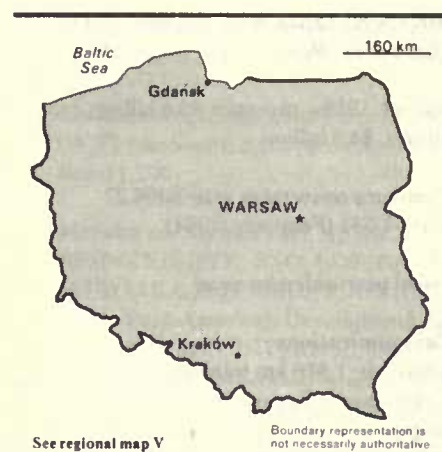 Baltic
Sea
160 km
Gdańsk
WARSAW
Kraków
See regional map V
Boundary representation is
not necessarily authoritative